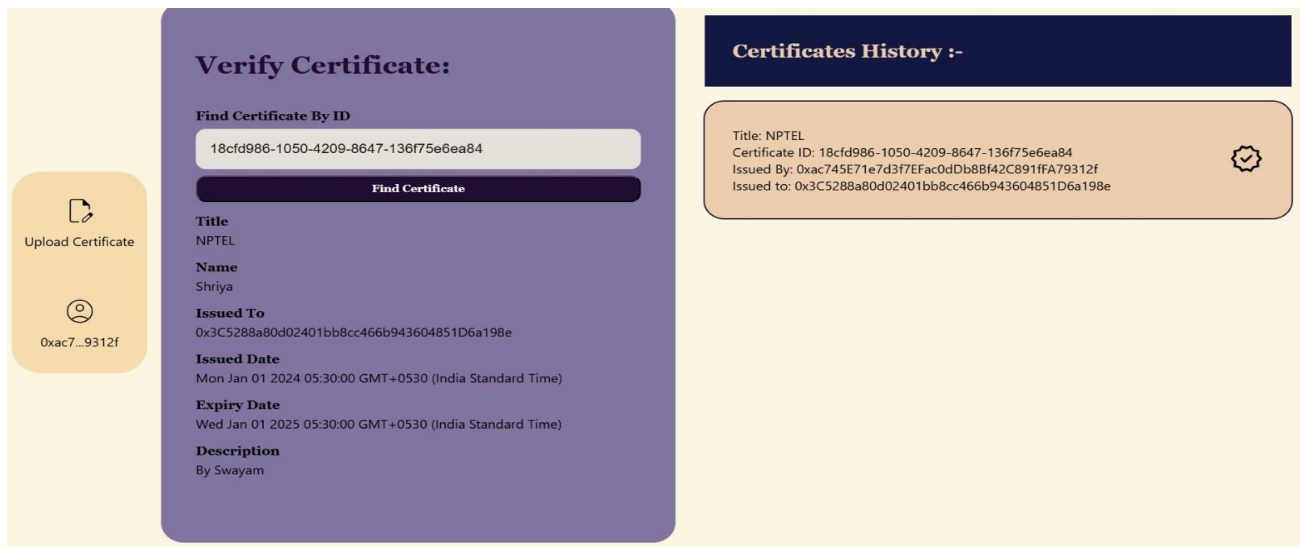 Upload Certificate
0xac7...9312f
Verify Certificate:
Find Certificate By ID
18cfd986-1050-4209-8647-136f75e6ea84
Find Certificate
Title
NPTEL
Name
Shriya
Issued To
0x3C5288a80d02401bb8cc466b943604851D6a198e
Issued Date
Mon Jan 01 2024 05:30:00 GMT+0530 (India Standard Time)
Expiry Date
Wed Jan 01 2025 05:30:00 GMT+0530 (India Standard Time)
Description
By Swayam
Certificates History :-
Title: NPTEL
Certificate ID: 18cfd986-1050-4209-8647-136f75e6ea84
Issued By: 0xac745E71e7d3f7EFac0dDb8Bf42C891fFA79312f
Issued to: 0x3C5288a80d02401bb8cc466b943604851D6a198e